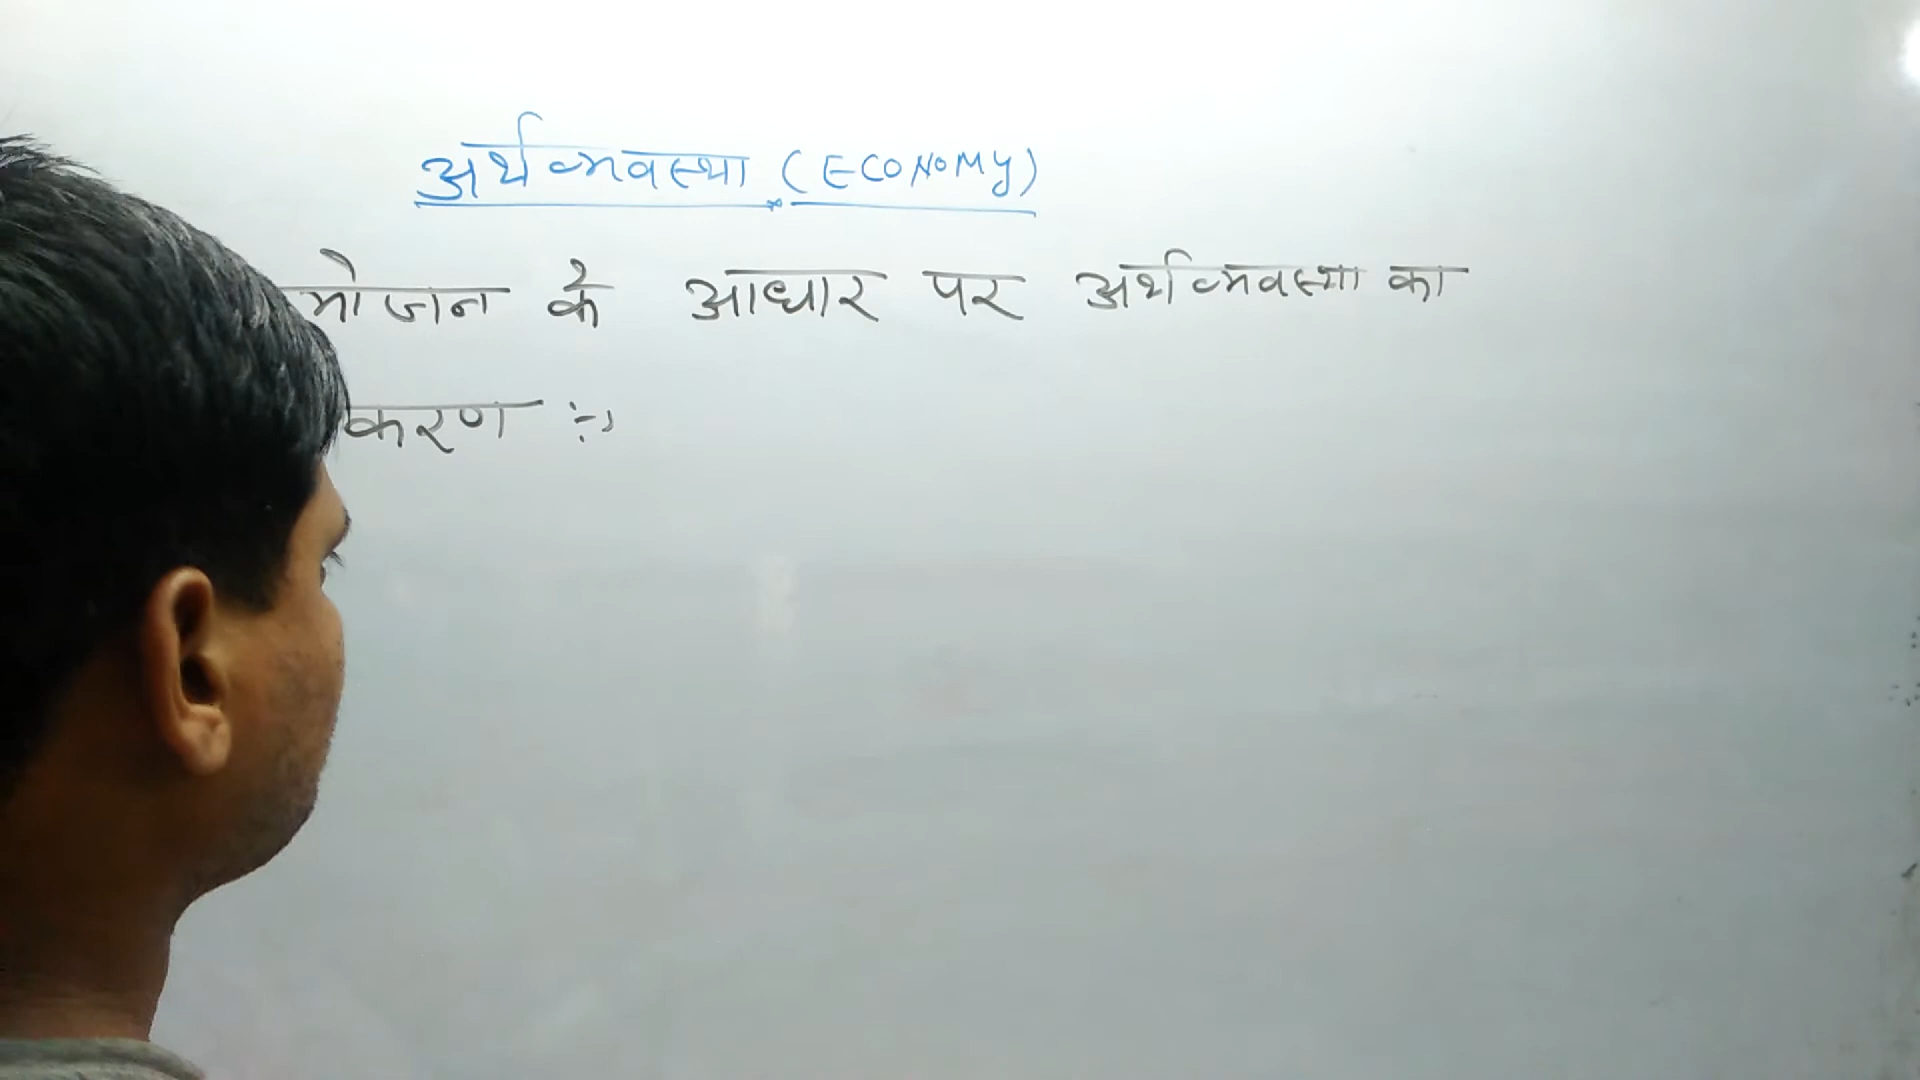 अर्थव्यवस्था (ECONOMY)
योजन के आधार पर अर्थव्यवस्था का
करण :-